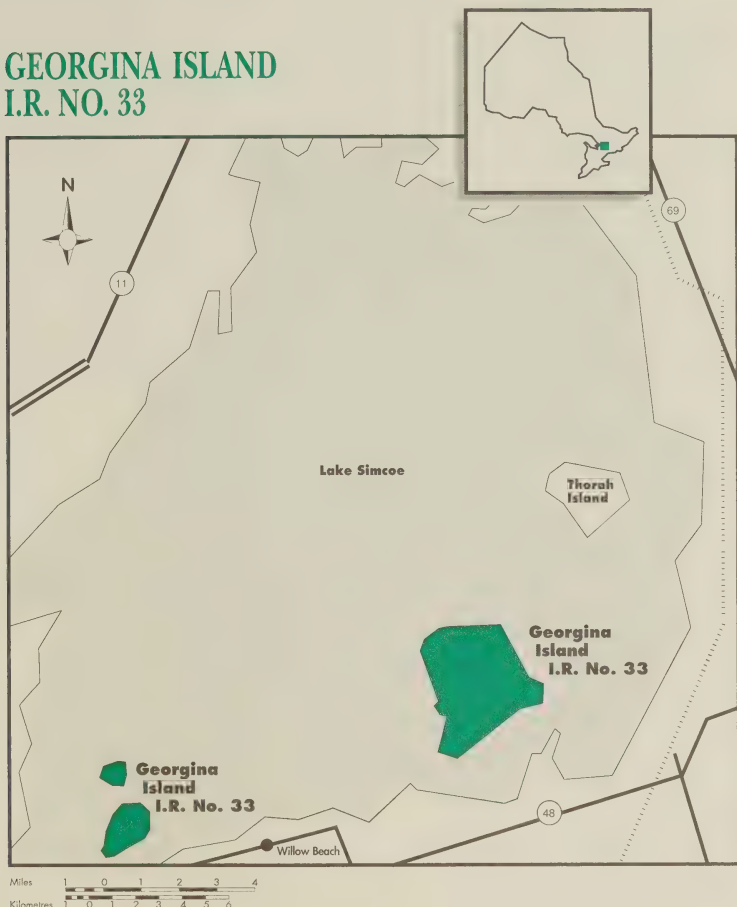 GEORGINA ISLAND
I.R. NO. 33
N
69
11
Lake Simcoe
Thorah
Island
Georgina
Island
I.R. No. 33
Georgina
Island
I.R. No. 33
48
Willow Beach
Miles 1 0 1 2 3 4
Kilometres 1 0 1 2 3 4 5 6